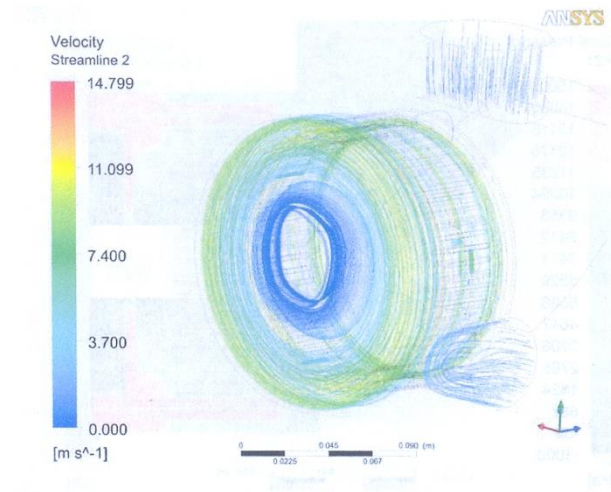 ANSYS
Velocity
Streamline 2
14.799
11.099
7.400
3.700
0.000
[m s^-1]
0 0.045 0.090 (m)
0.0225 0.067